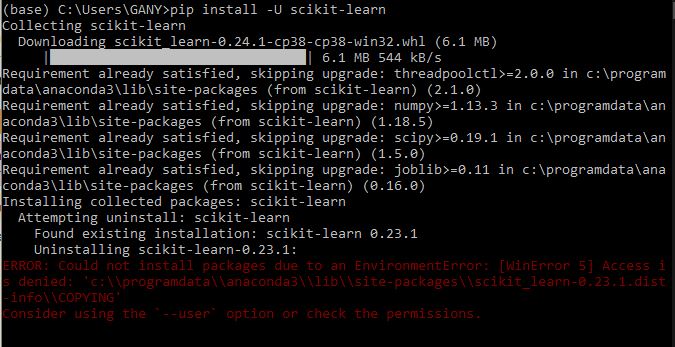 (base) C:\Users\GANY>pip install -U scikit-learn
Collecting scikit-learn
  Downloading scikit_learn-0.24.1-cp38-cp38-win32.whl (6.1 MB)
     |████████████████████████████████| 6.1 MB 544 kB/s
Requirement already satisfied, skipping upgrade: threadpoolctl>=2.0.0 in c:\program
data\anaconda3\lib\site-packages (from scikit-learn) (2.1.0)
Requirement already satisfied, skipping upgrade: numpy>=1.13.3 in c:\programdata\an
aconda3\lib\site-packages (from scikit-learn) (1.18.5)
Requirement already satisfied, skipping upgrade: scipy>=0.19.1 in c:\programdata\an
aconda3\lib\site-packages (from scikit-learn) (1.5.0)
Requirement already satisfied, skipping upgrade: joblib>=0.11 in c:\programdata\ana
conda3\lib\site-packages (from scikit-learn) (0.16.0)
Installing collected packages: scikit-learn
  Attempting uninstall: scikit-learn
    Found existing installation: scikit-learn 0.23.1
    Uninstalling scikit-learn-0.23.1:
ERROR: Could not install packages due to an EnvironmentError: [WinError 5] Access i
s denied: 'c:\\programdata\\anaconda3\\lib\\site-packages\\scikit_learn-0.23.1.dist
-info\\COPYING'
Consider using the `--user` option or check the permissions.